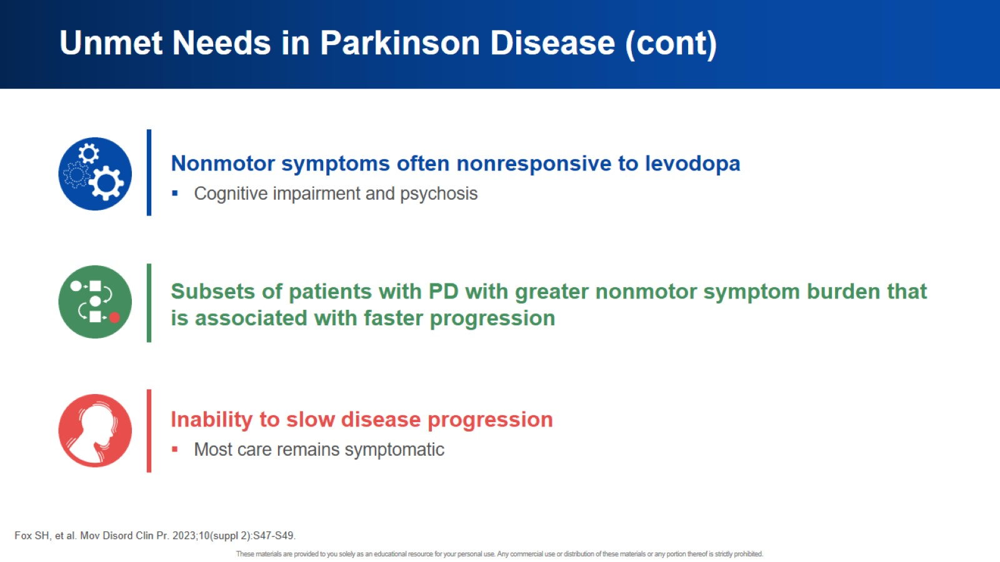 Unmet Needs in Parkinson Disease (cont)
Nonmotor symptoms often nonresponsive to levodopa
▪ Cognitive impairment and psychosis
Subsets of patients with PD with greater nonmotor symptom burden that
is associated with faster progression
Inability to slow disease progression
▪ Most care remains symptomatic
Fox SH, et al. Mov Disord Clin Pr. 2023;10(suppl 2):S47-S49.
These materials are provided to you solely as an educational resource for your personal use. Any commercial use or distribution of these materials or any portion thereof is strictly prohibited.